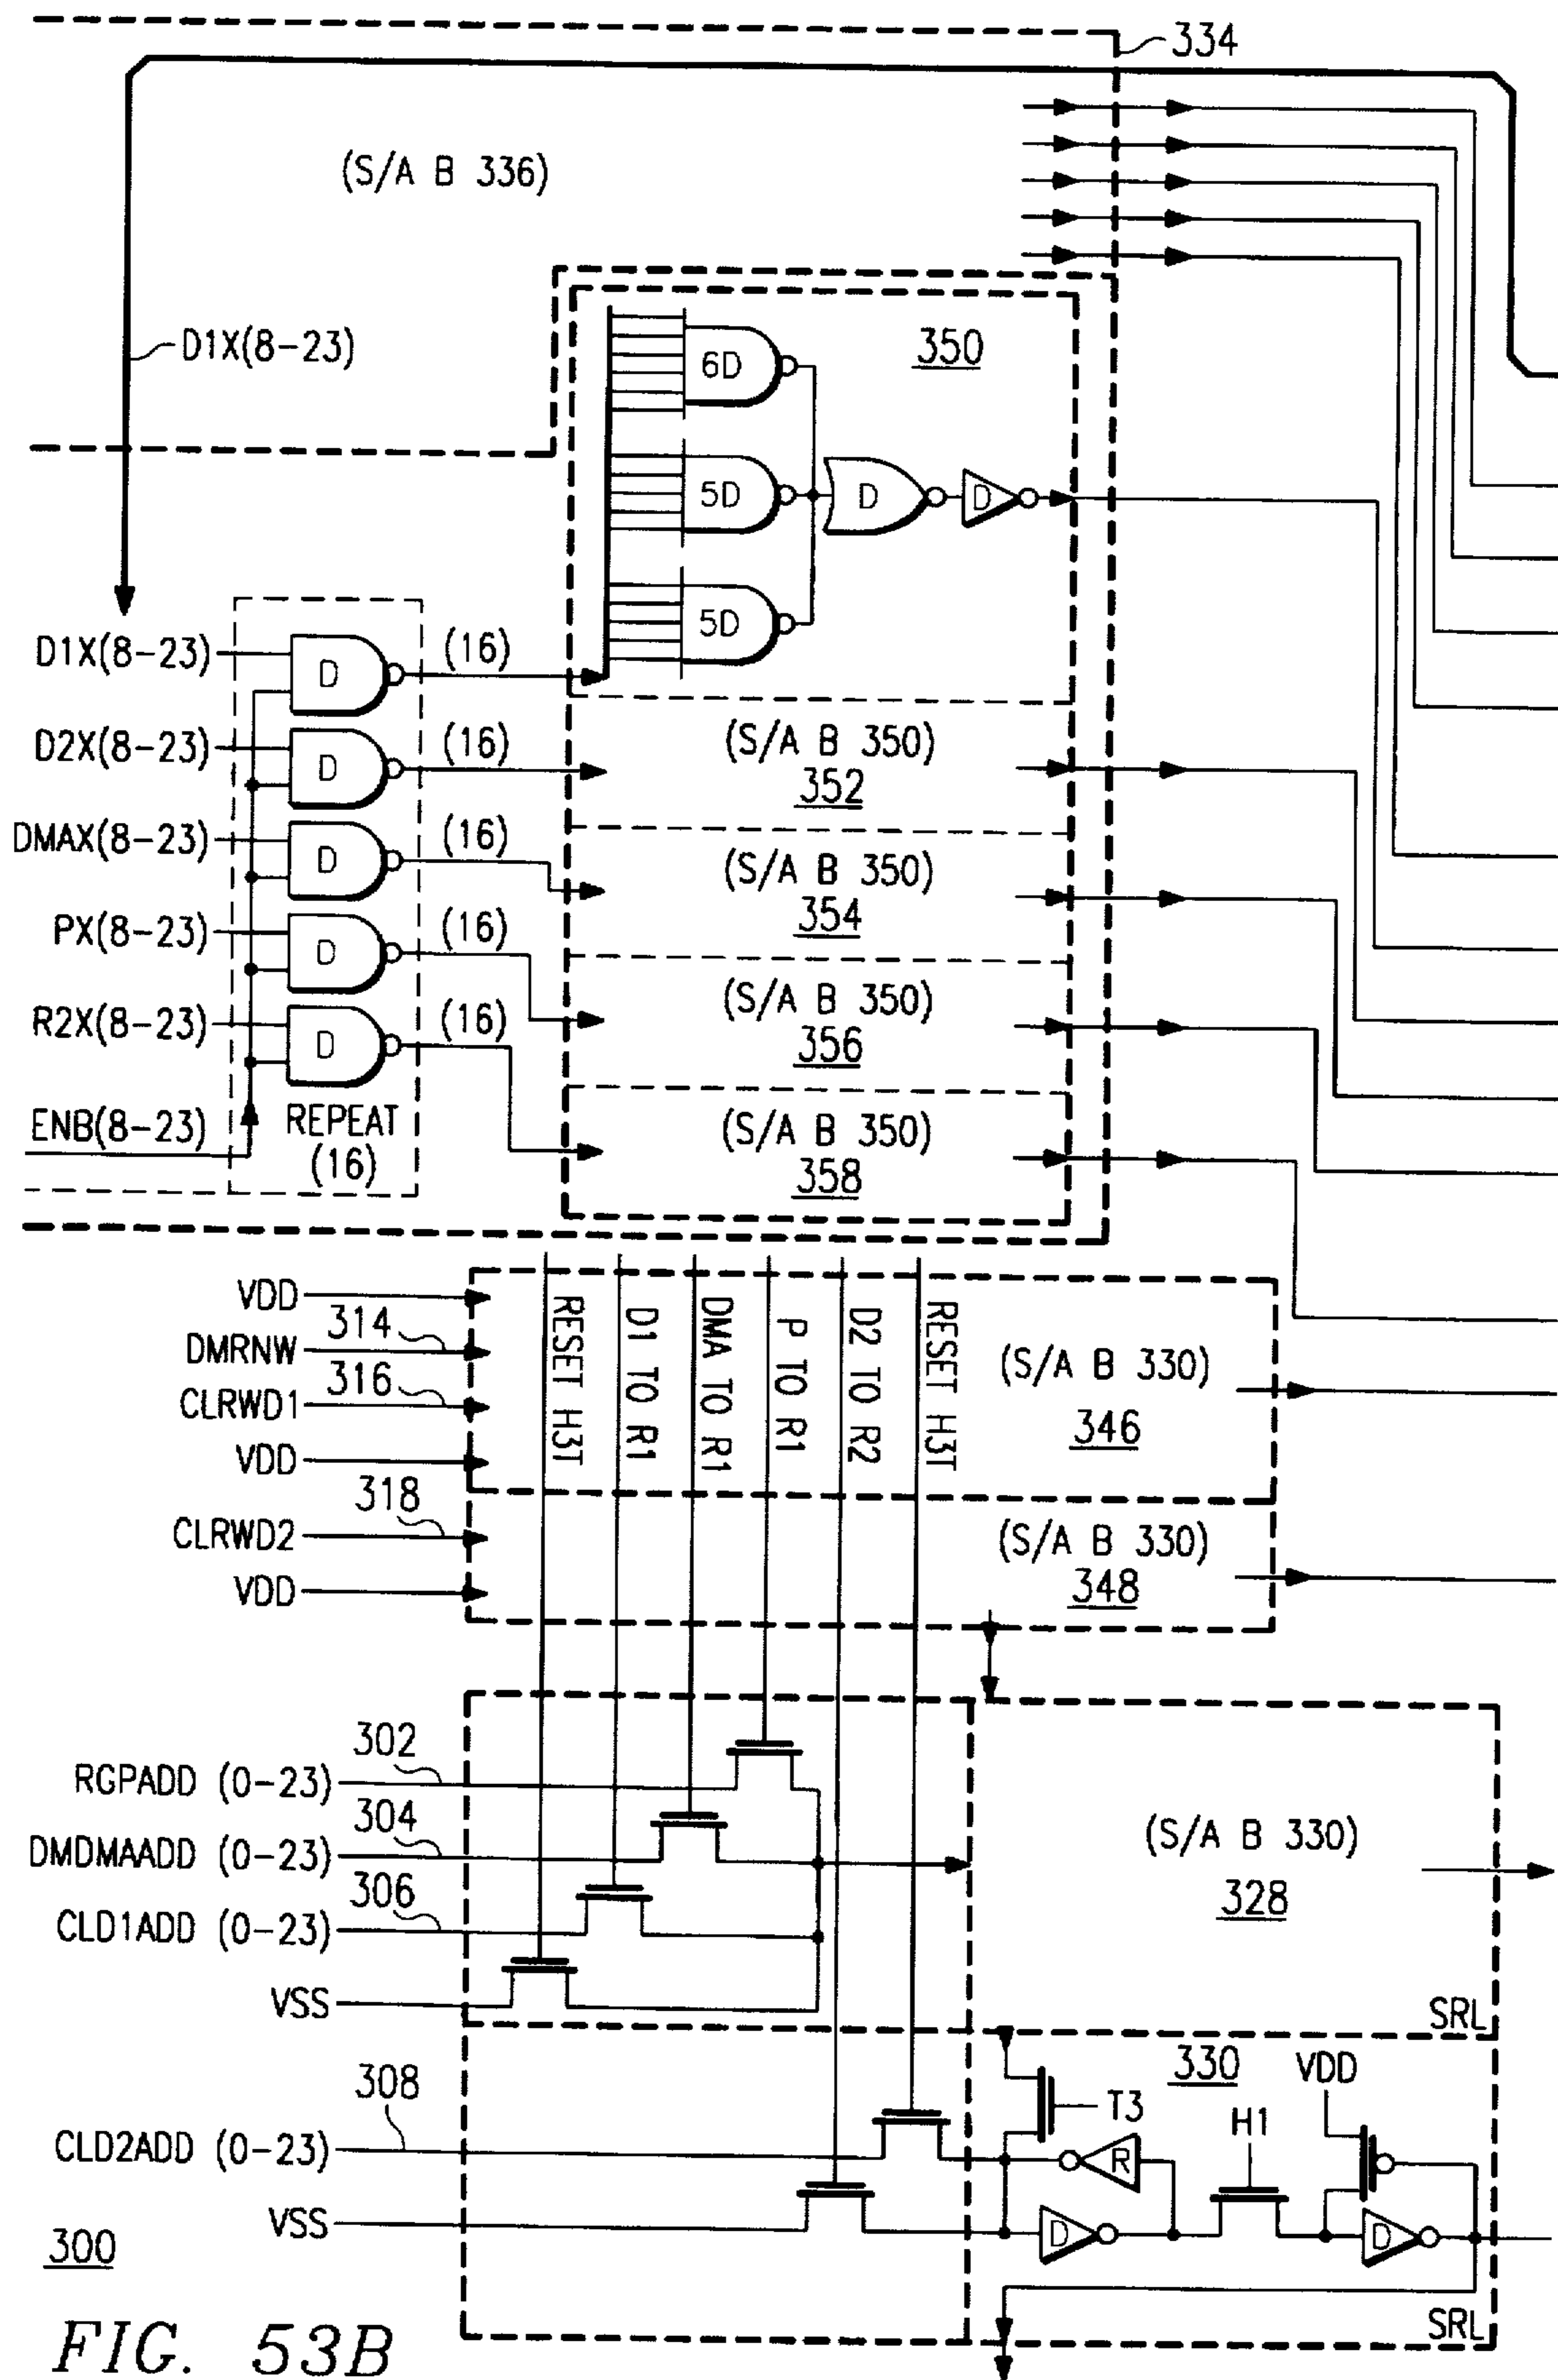 334
(S/A B 336)
D1X(8-23)
350
6D
5D
D
D
5D
D1X(8-23)
D
(16)
D2X(8-23)
D
(16)
(S/A B 350)
352
DMAX(8-23)
D
(16)
(S/A B 350)
354
PX(8-23)
D
(16)
(S/A B 350)
356
R2X(8-23)
D
(16)
ENB(8-23)
REPEAT
(16)
(S/A B 350)
358
VDD
DMRNW
314
CLRWD1
316
VDD
RESET H3T
D1 TO R1
DMA TO R1
P TO R1
D2 TO R2
RESET H3T
(S/A B 330)
346
CLRWD2
318
VDD
(S/A B 330)
348
RGPADD (0-23)
302
DMDMAADD (0-23)
304
CLD1ADD (0-23)
306
VSS
(S/A B 330)
328
SRL
330
VDD
T3
H1
308
CLD2ADD (0-23)
R
VSS
D
D
SRL
300
FIG. 53B